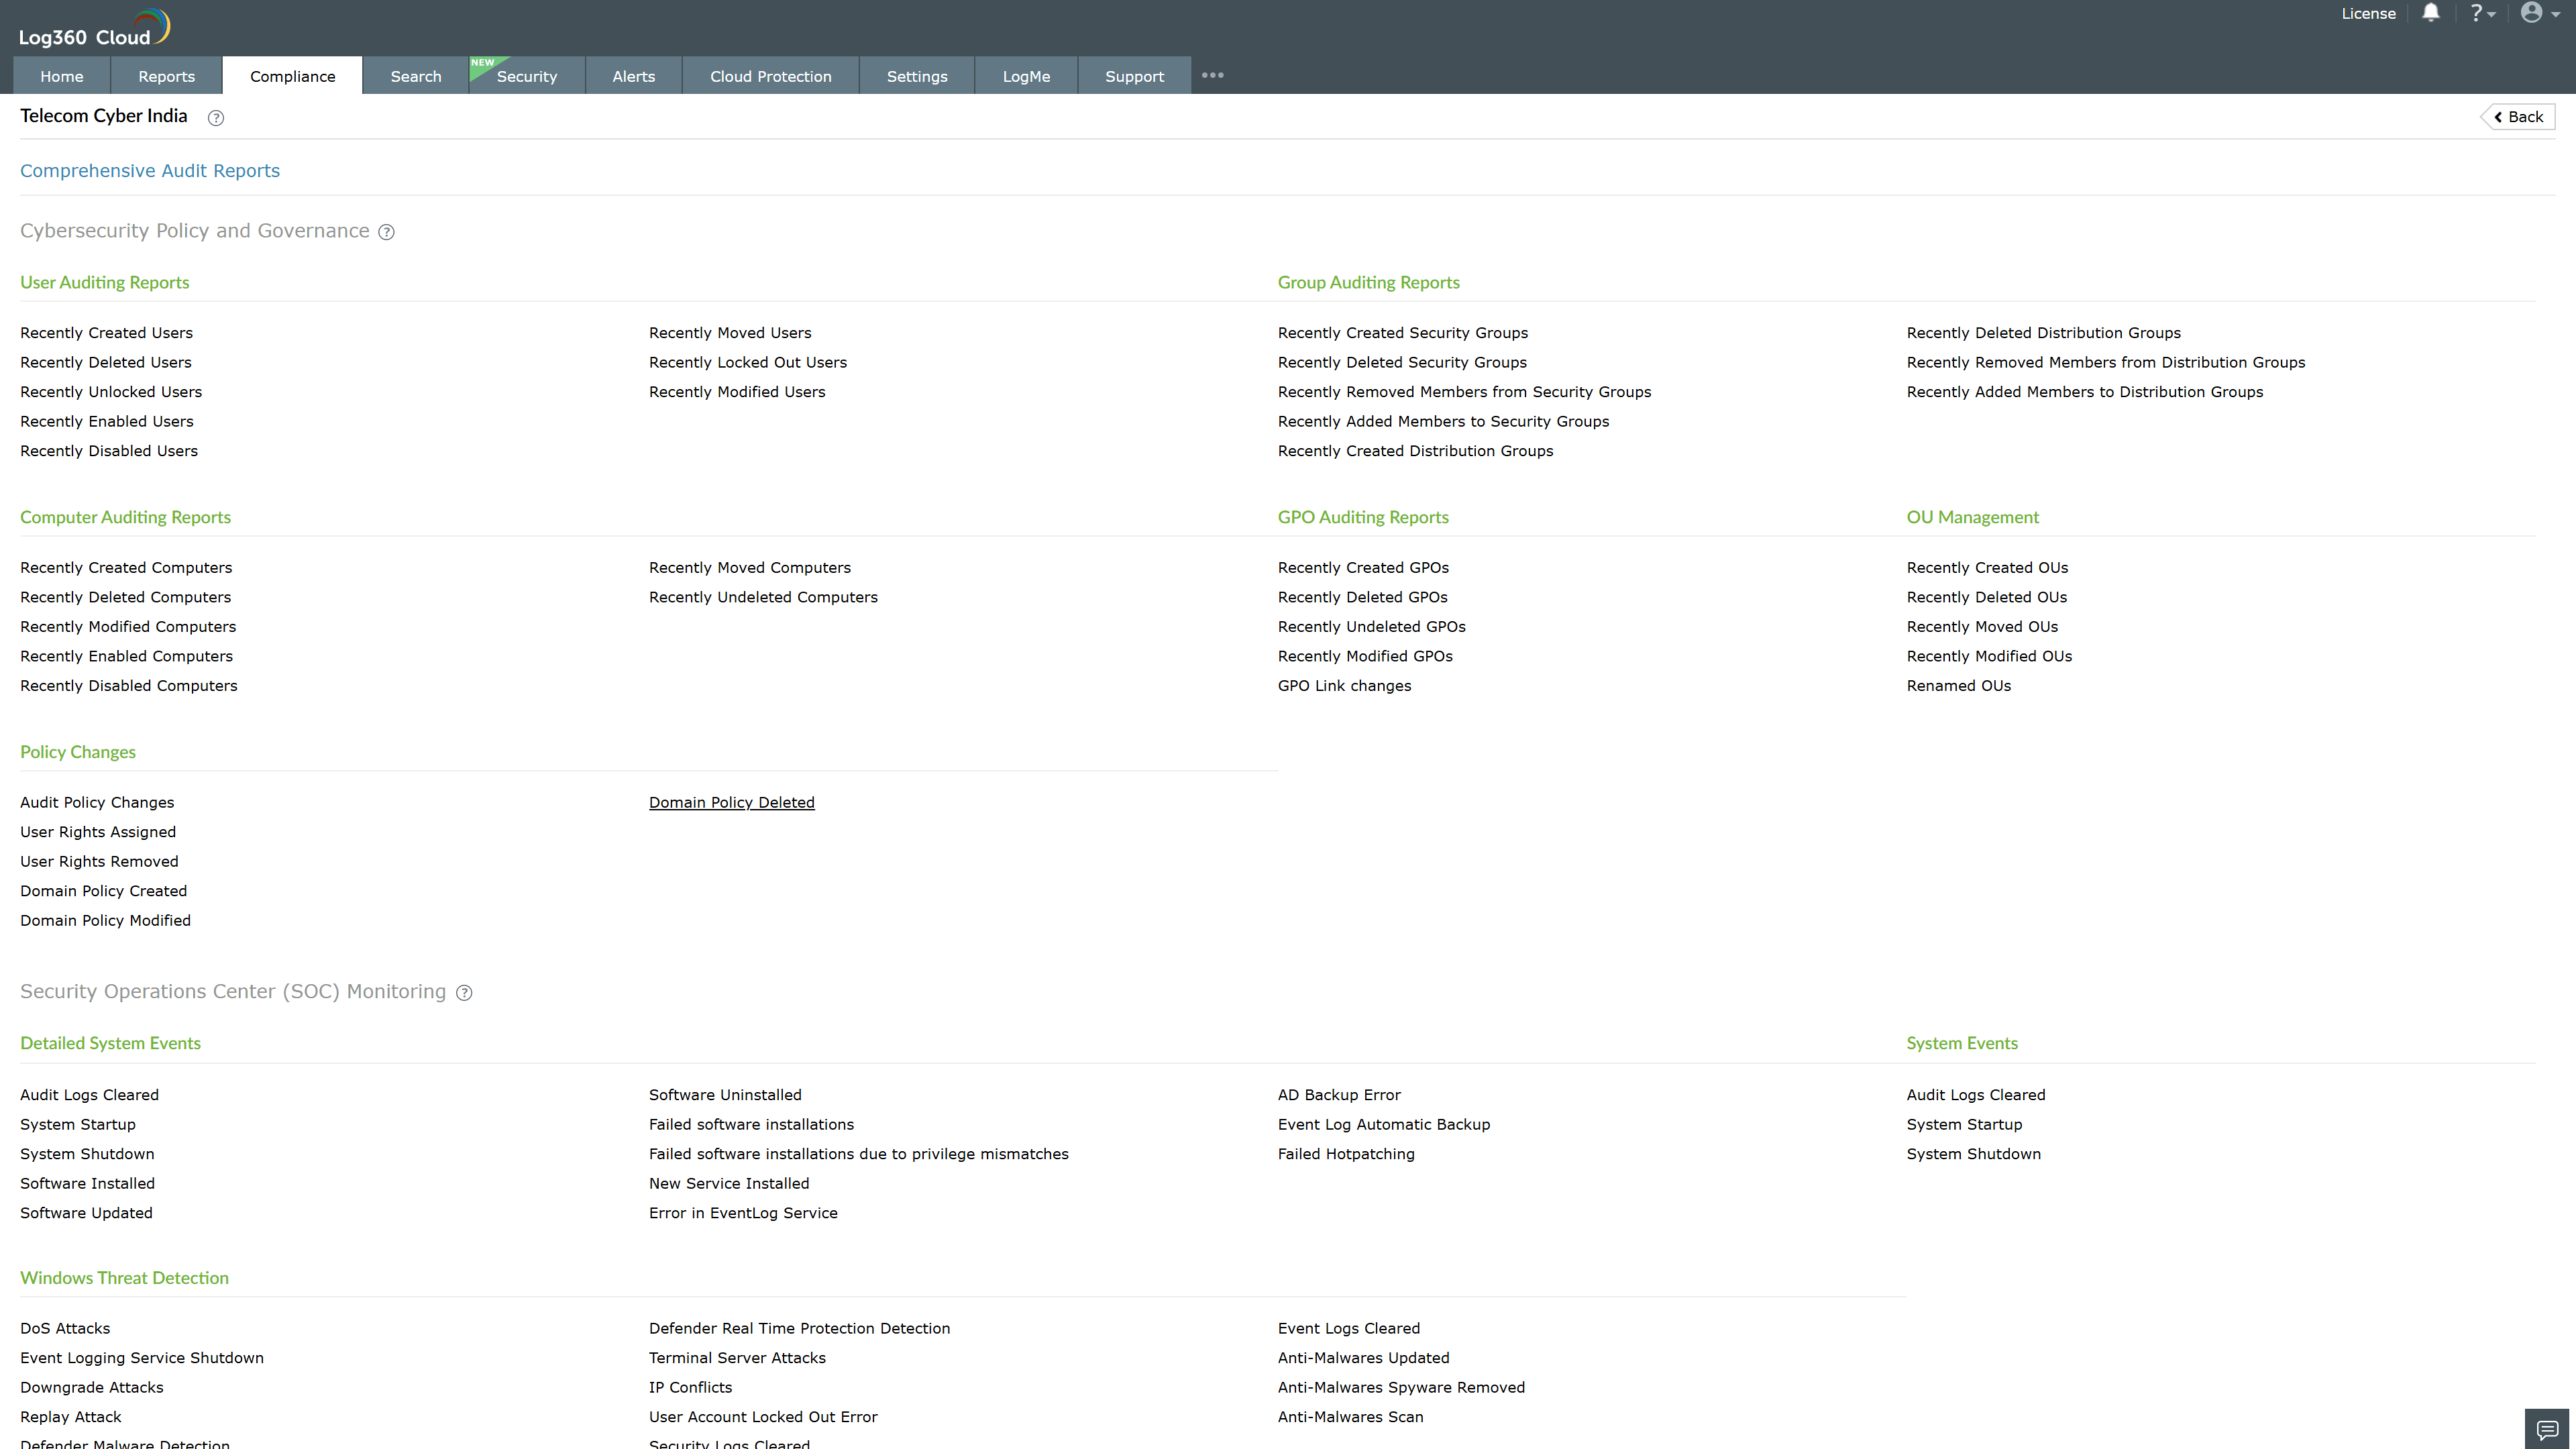 Log360 Cloud
License
Home
Reports
Compliance
Search
NEW
Security
Alerts
Cloud Protection
Settings
LogMe
Support
Telecom Cyber India
Back
Comprehensive Audit Reports
Cybersecurity Policy and Governance
User Auditing Reports
Recently Created Users
Recently Deleted Users
Recently Unlocked Users
Recently Enabled Users
Recently Disabled Users
Recently Moved Users
Recently Locked Out Users
Recently Modified Users
Group Auditing Reports
Recently Created Security Groups
Recently Deleted Security Groups
Recently Removed Members from Security Groups
Recently Added Members to Security Groups
Recently Created Distribution Groups
Recently Deleted Distribution Groups
Recently Removed Members from Distribution Groups
Recently Added Members to Distribution Groups
Computer Auditing Reports
Recently Created Computers
Recently Deleted Computers
Recently Modified Computers
Recently Enabled Computers
Recently Disabled Computers
Recently Moved Computers
Recently Undeleted Computers
GPO Auditing Reports
Recently Created GPOs
Recently Deleted GPOs
Recently Undeleted GPOs
Recently Modified GPOs
GPO Link changes
OU Management
Recently Created OUs
Recently Deleted OUs
Recently Moved OUs
Recently Modified OUs
Renamed OUs
Policy Changes
Audit Policy Changes
User Rights Assigned
User Rights Removed
Domain Policy Created
Domain Policy Modified
Domain Policy Deleted
Security Operations Center (SOC) Monitoring
Detailed System Events
Audit Logs Cleared
System Startup
System Shutdown
Software Installed
Software Updated
Software Uninstalled
Failed software installations
Failed software installations due to privilege mismatches
New Service Installed
Error in EventLog Service
AD Backup Error
Event Log Automatic Backup
Failed Hotpatching
System Events
Audit Logs Cleared
System Startup
System Shutdown
Windows Threat Detection
DoS Attacks
Event Logging Service Shutdown
Downgrade Attacks
Replay Attack
Defender Malware Detection
Defender Real Time Protection Detection
Terminal Server Attacks
IP Conflicts
User Account Locked Out Error
Security Logs Cleared
Event Logs Cleared
Anti-Malwares Updated
Anti-Malwares Spyware Removed
Anti-Malwares Scan